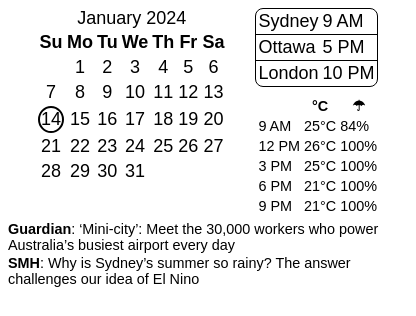 January 2024
Su Mo Tu We Th Fr Sa
1 2 3 4 5 6
7 8 9 10 11 12 13
14 15 16 17 18 19 20
21 22 23 24 25 26 27
28 29 30 31
Sydney 9 AM
Ottawa 5 PM
London 10 PM
°C ☂
9 AM 25°C 84%
12 PM 26°C 100%
3 PM 25°C 100%
6 PM 21°C 100%
9 PM 21°C 100%
Guardian: ‘Mini-city’: Meet the 30,000 workers who power
Australia’s busiest airport every day
SMH: Why is Sydney’s summer so rainy? The answer
challenges our idea of El Nino